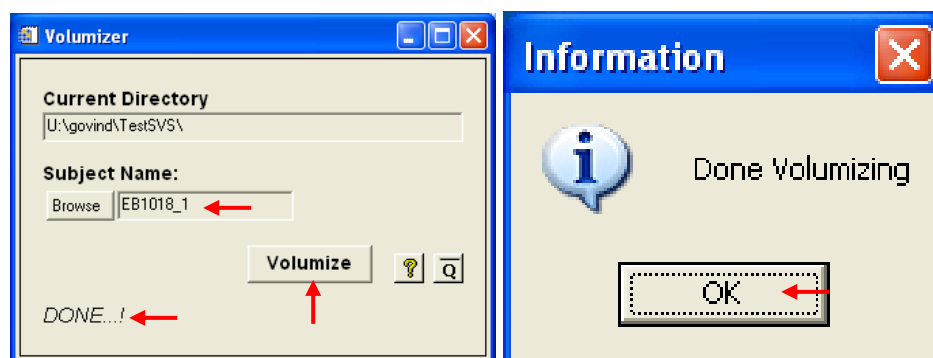 Volumizer
Current Directory
U:\govind\TestSVS\
Subject Name:
Browse EB1018_1
Volumize ? Q
DONE...!
Information
Done Volumizing
OK